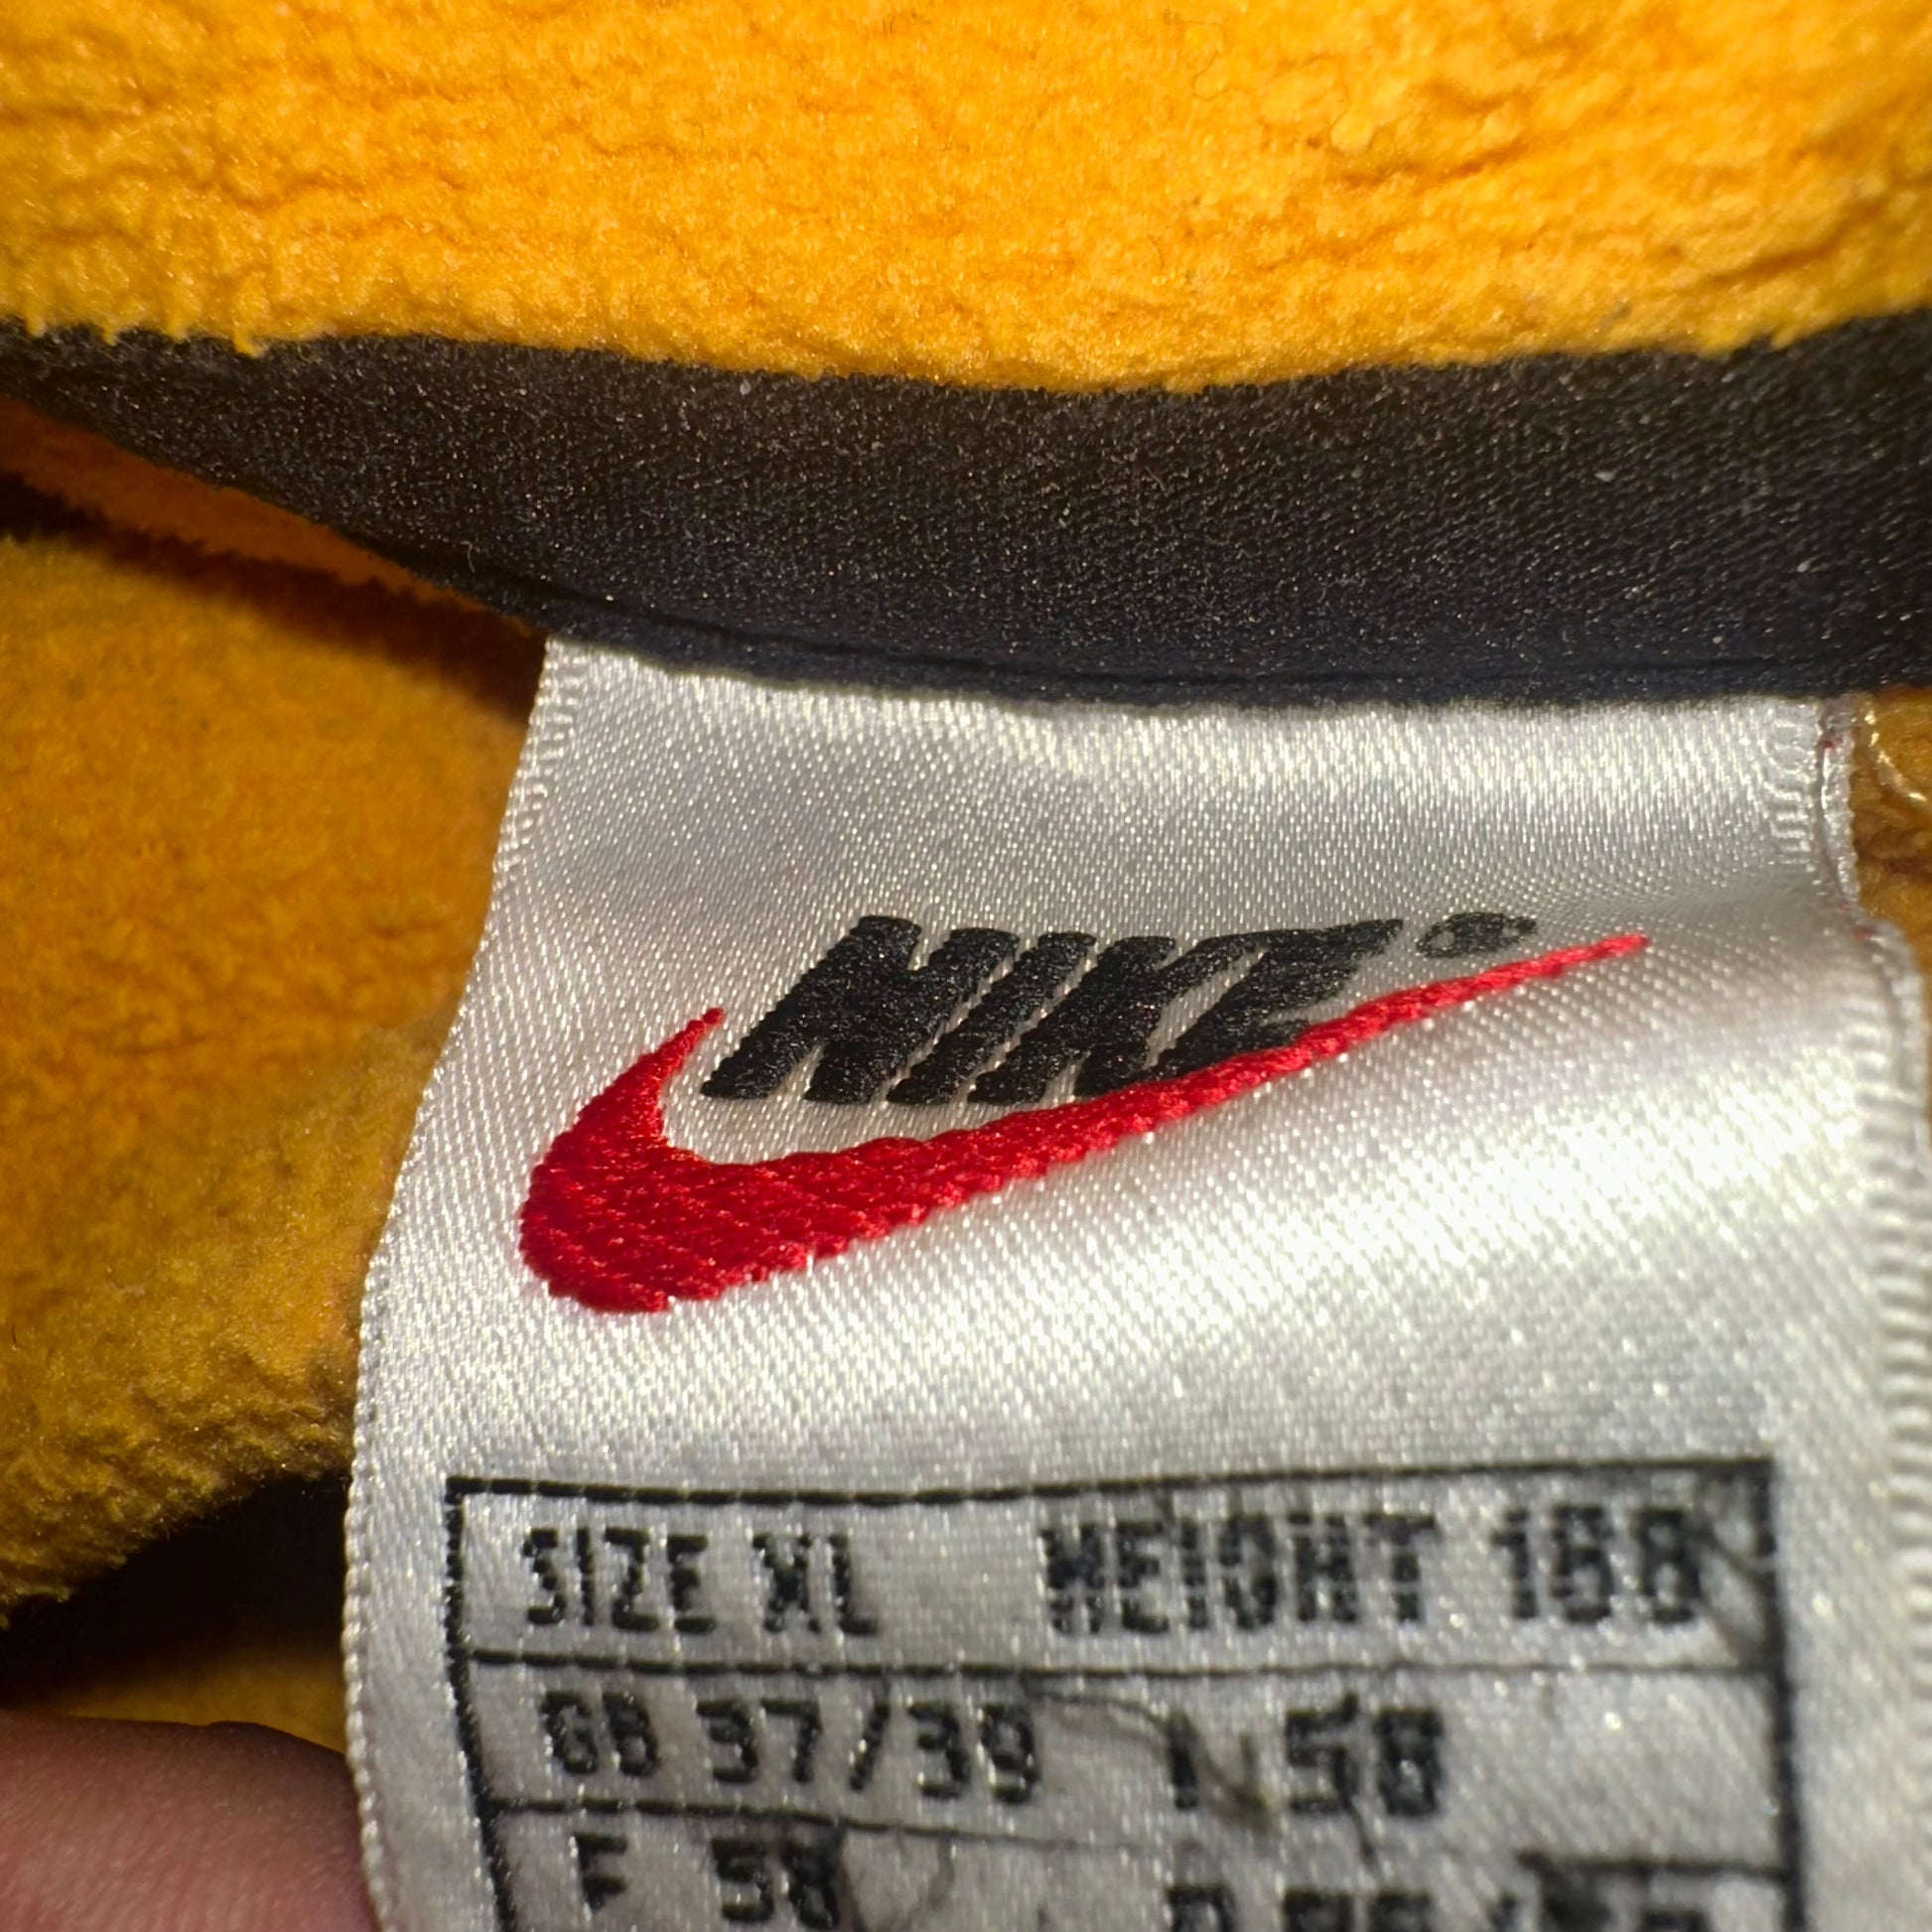 NIKE®
SIZE XL HEIGHT 188
GB 37/39 I 58
F 58